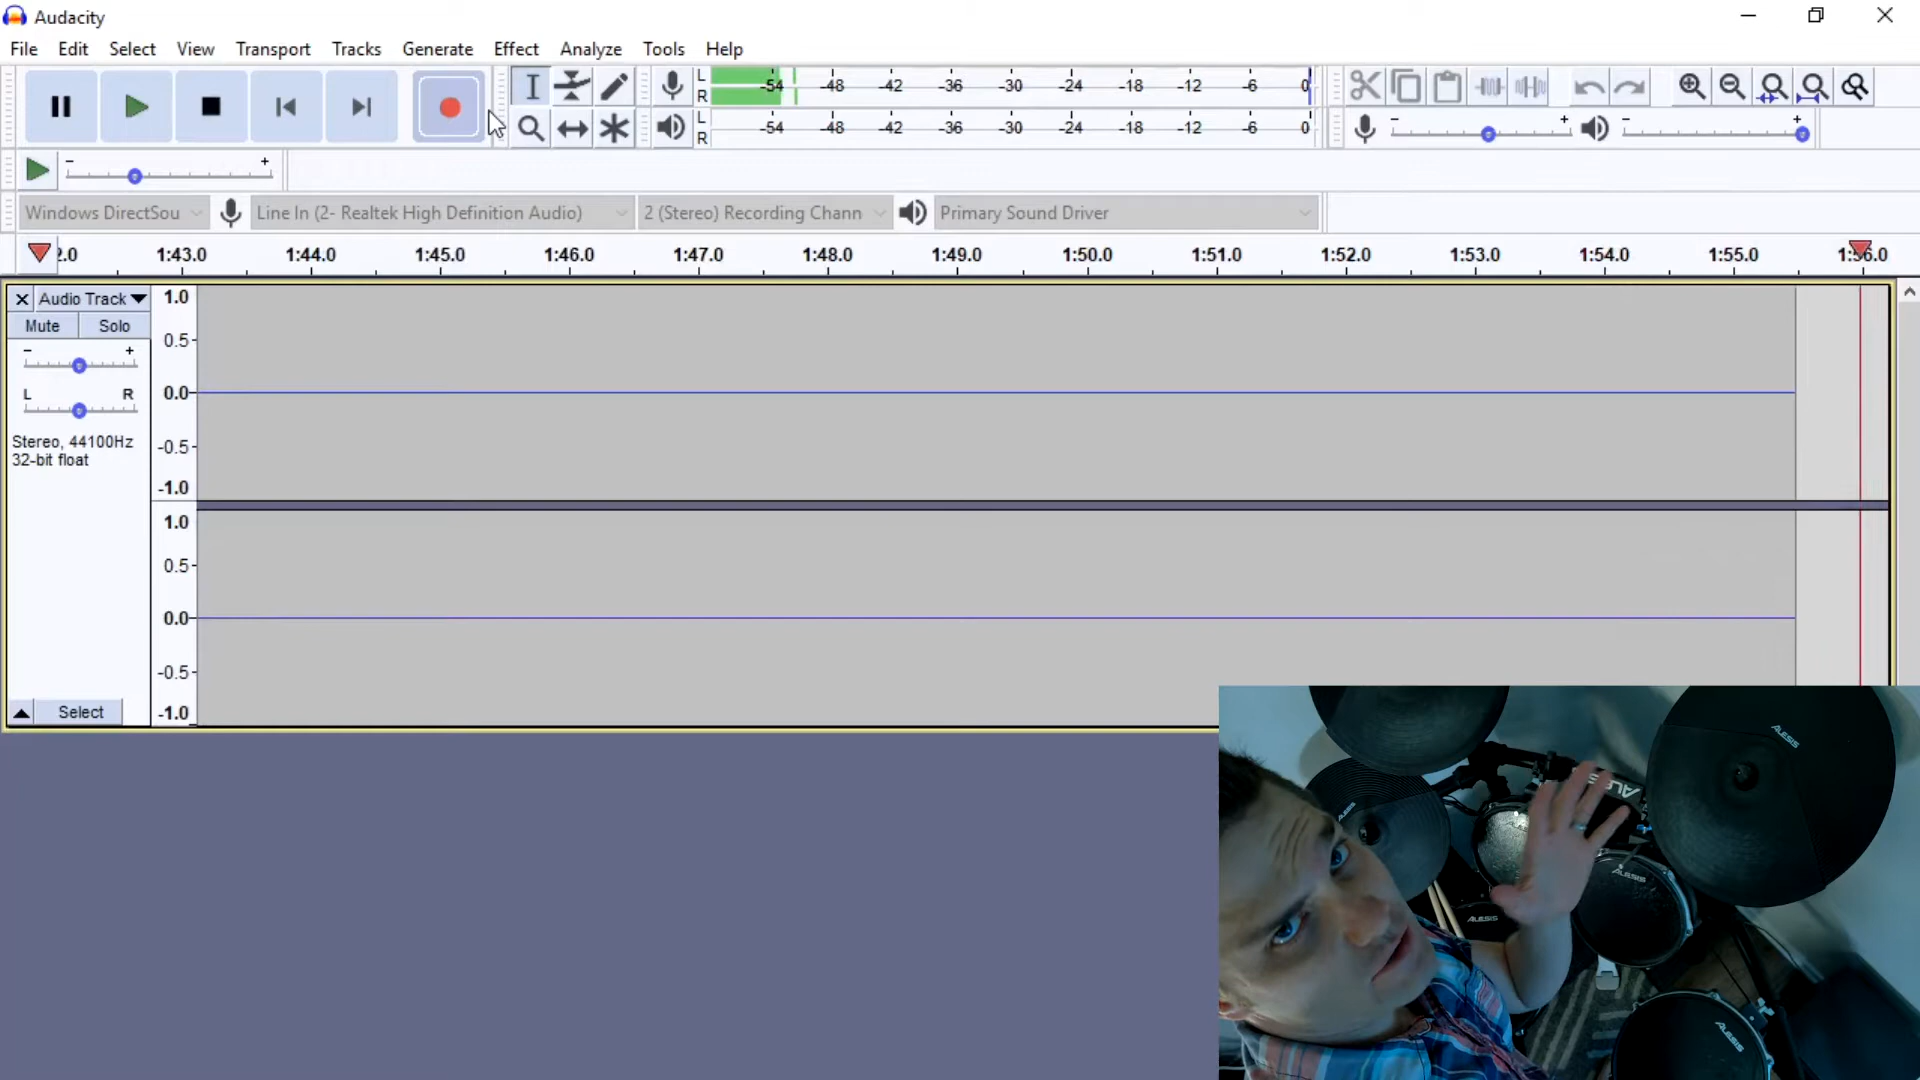 Audacity
File Edit Select View Transport Tracks Generate Effect Analyze Tools Help
L
R
-54 -48 -42 -36 -30 -24 -18 -12 -6 0
L
R
-54 -48 -42 -36 -30 -24 -18 -12 -6 0
- +
- +
- +
Windows DirectSou
Line In (2- Realtek High Definition Audio)
2 (Stereo) Recording Chann
Primary Sound Driver
2.0 1:43.0 1:44.0 1:45.0 1:46.0 1:47.0 1:48.0 1:49.0 1:50.0 1:51.0 1:52.0 1:53.0 1:54.0 1:55.0 1:56.0
Audio Track
Mute Solo
- +
L R
Stereo, 44100Hz
32-bit float
Select
1.0
0.5
0.0
-0.5
-1.0
1.0
0.5
0.0
-0.5
-1.0
ALESIS
ALESIS
ALESIS
ALESIS
ALESIS